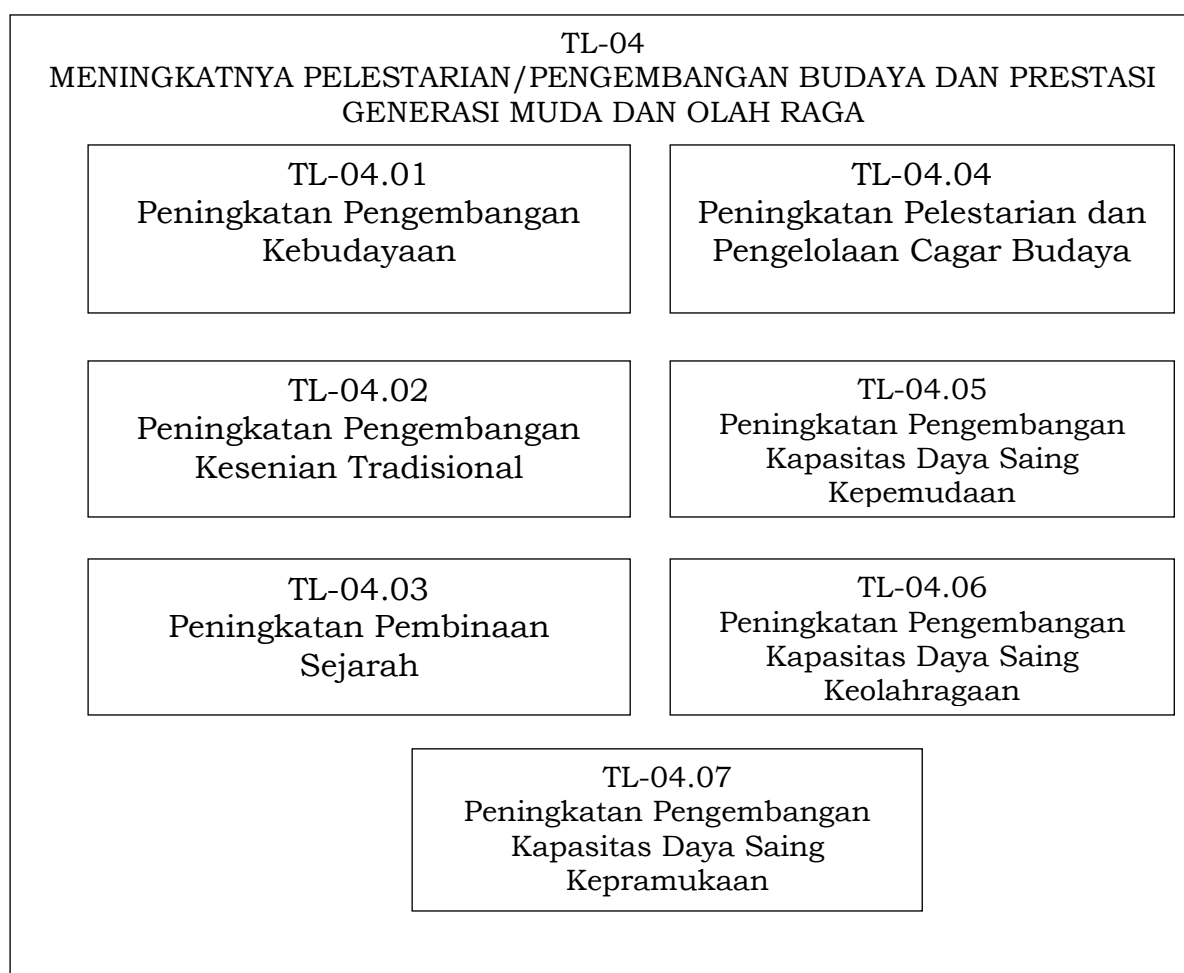 TL-04
MENINGKATNYA PELESTARIAN/PENGEMBANGAN BUDAYA DAN PRESTASI
GENERASI MUDA DAN OLAH RAGA
TL-04.01
Peningkatan Pengembangan
Kebudayaan
TL-04.04
Peningkatan Pelestarian dan
Pengelolaan Cagar Budaya
TL-04.02
Peningkatan Pengembangan
Kesenian Tradisional
TL-04.05
Peningkatan Pengembangan
Kapasitas Daya Saing
Kepemudaan
TL-04.03
Peningkatan Pembinaan
Sejarah
TL-04.06
Peningkatan Pengembangan
Kapasitas Daya Saing
Keolahragaan
TL-04.07
Peningkatan Pengembangan
Kapasitas Daya Saing
Kepramukaan